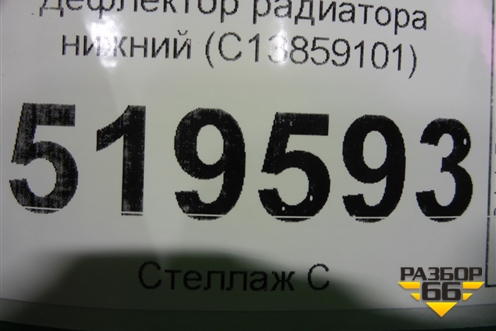 Дефлектор радиатора
нижний (C13859101)
519593
Стеллаж С
РАЗБОР
66